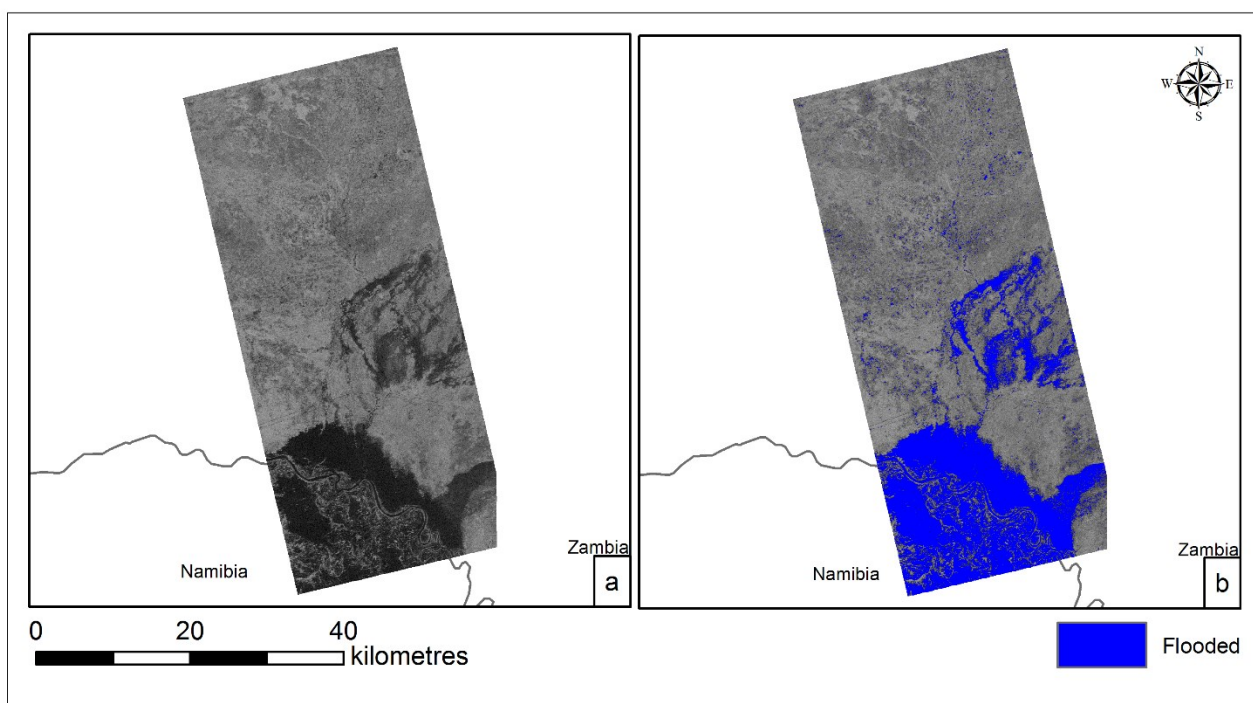 N
W E
S
Namibia
Zambia
a
Namibia
Zambia
b
0 20 40
kilometres
Flooded